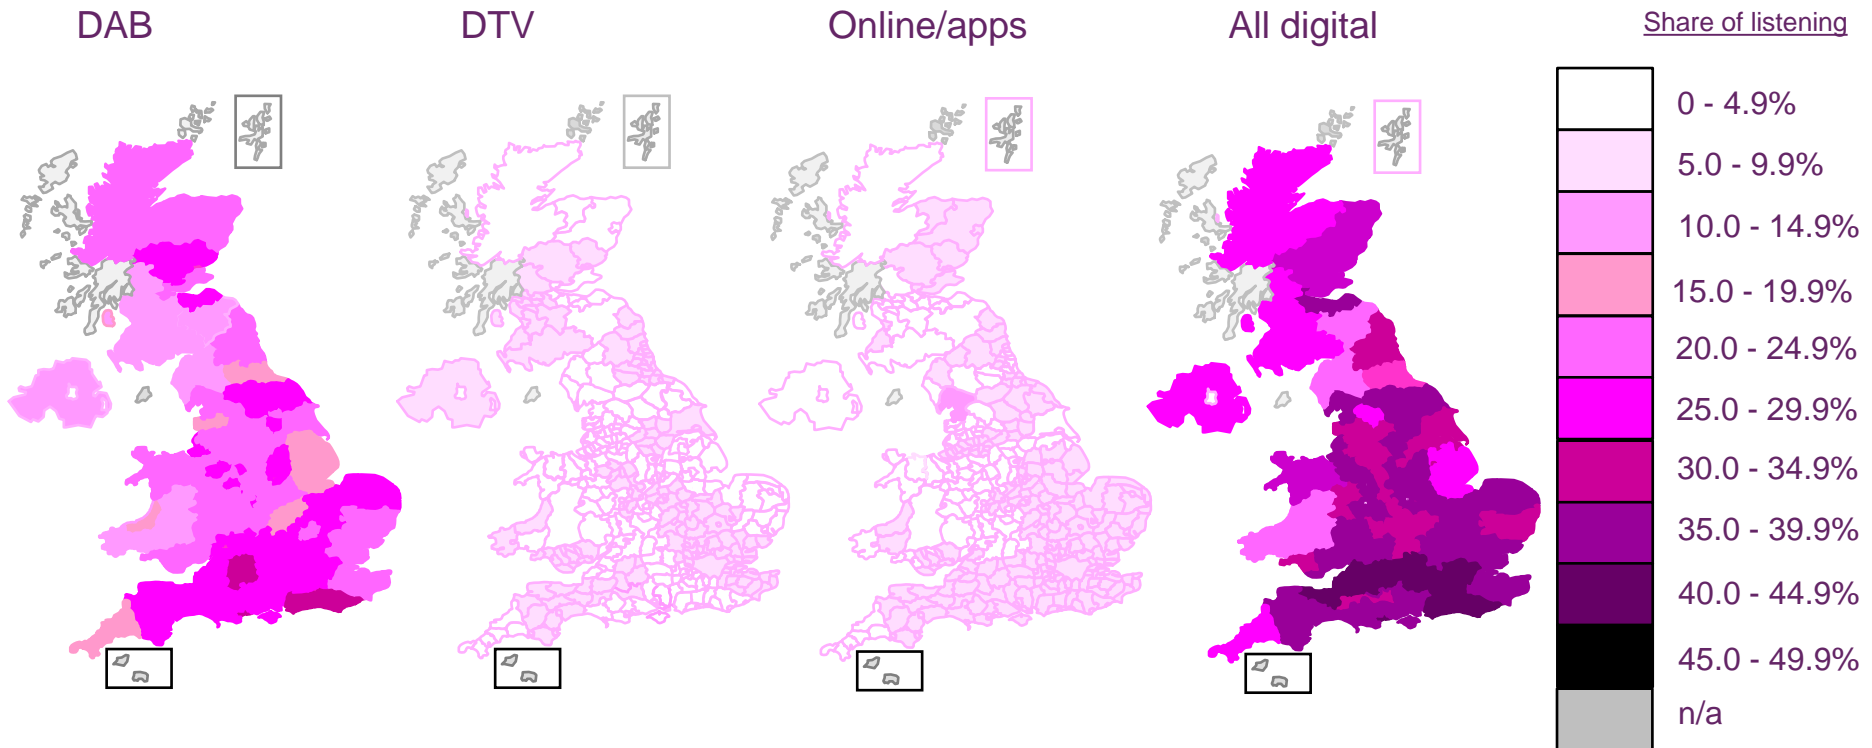 DAB
DTV
Online/apps
All digital
Share of listening
0 - 4.9%
5.0 - 9.9%
10.0 - 14.9%
15.0 - 19.9%
20.0 - 24.9%
25.0 - 29.9%
30.0 - 34.9%
35.0 - 39.9%
40.0 - 44.9%
45.0 - 49.9%
n/a